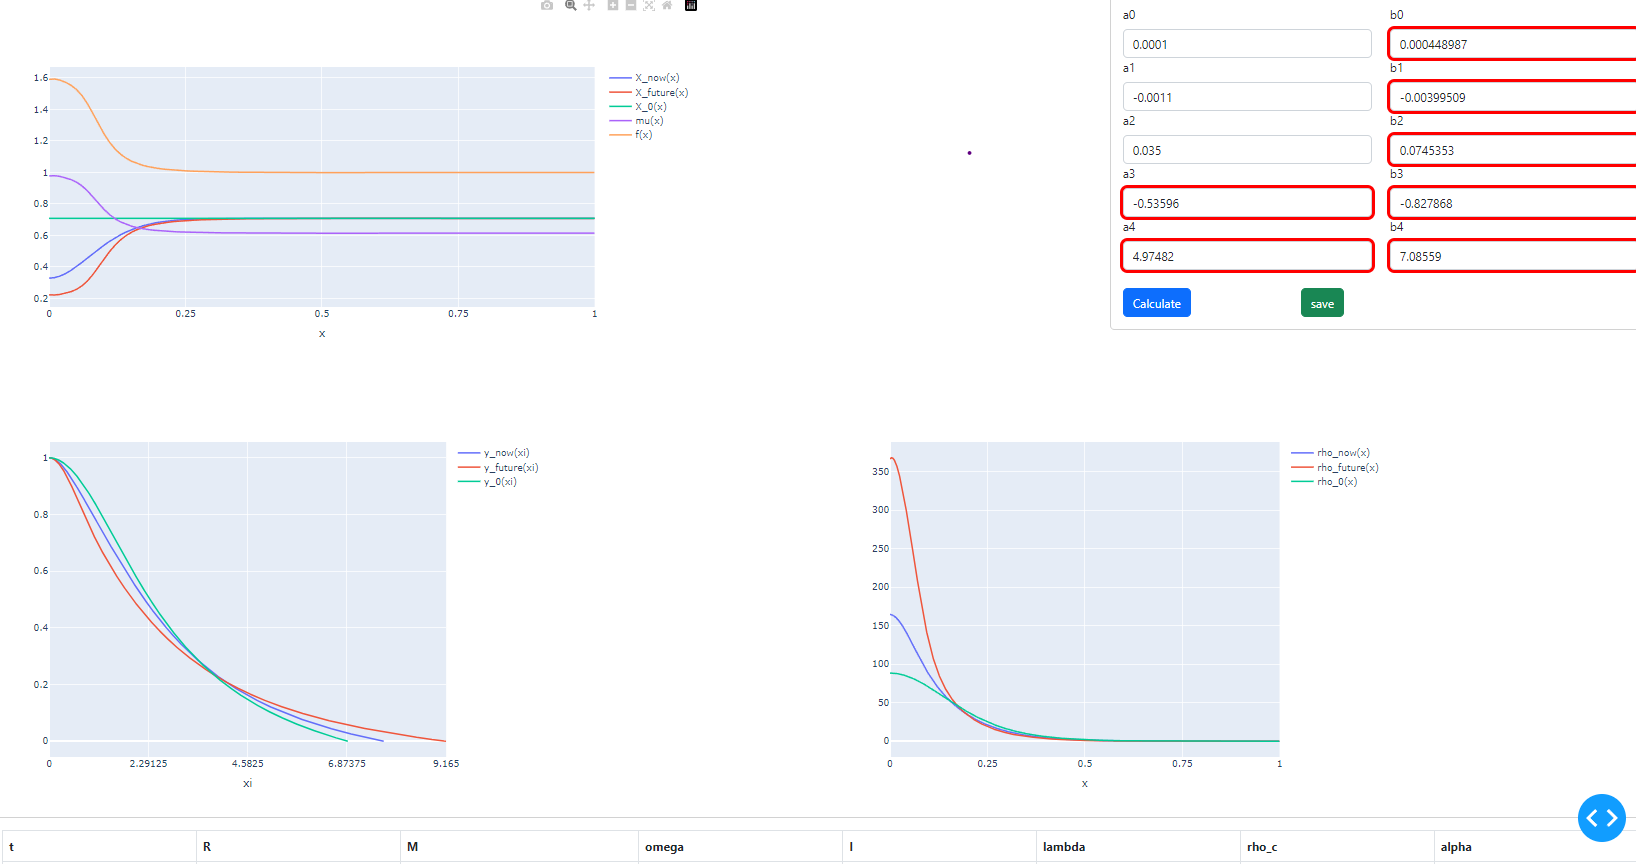 a0 b0
0.0001 0.000448987
a1 b1
-0.0011 -0.00399509
a2 b2
0.035 0.0745353
a3 b3
-0.53596 -0.827868
a4 b4
4.97482 7.08559
Calculate save
1.6
1.4
1.2
1
0.8
0.6
0.4
0.2
0 0.25 0.5 0.75 1
x
X_now(x)
X_future(x)
X_0(x)
mu(x)
f(x)
1
0.8
0.6
0.4
0.2
0
0 2.29125 4.5825 6.87375 9.165
xi
y_now(xi)
y_future(xi)
y_0(xi)
350
300
250
200
150
100
50
0
0 0.25 0.5 0.75 1
x
rho_now(x)
rho_future(x)
rho_0(x)
t R M omega l lambda rho_c alpha